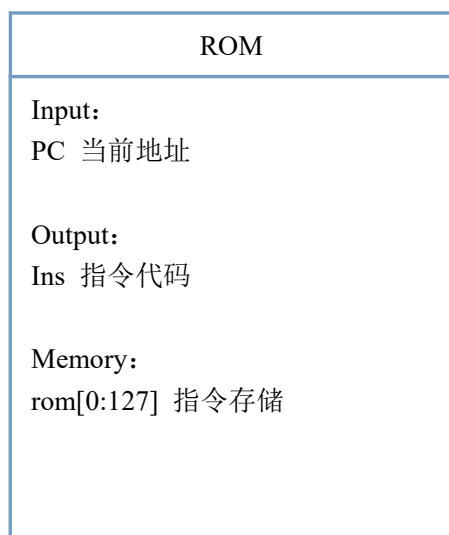 ROM
Input：
PC 当前地址
Output：
Ins 指令代码
Memory：
rom[0:127] 指令存储